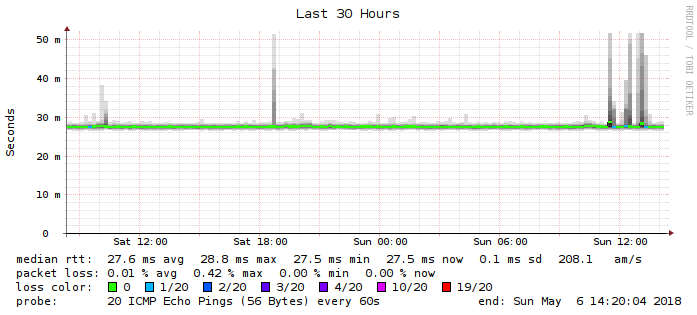 Last 30 Hours
RRDTOOL / TOBI OETIKER
Seconds
50 m
40 m
30 m
20 m
10 m
0
Sat 12:00 Sat 18:00 Sun 00:00 Sun 06:00 Sun 12:00
median rtt: 27.6 ms avg 28.8 ms max 27.5 ms min 27.5 ms now 0.1 ms sd 208.1 am/s
packet loss: 0.01 % avg 0.42 % max 0.00 % min 0.00 % now
loss color: 0 1/20 2/20 3/20 4/20 10/20 19/20
probe: 20 ICMP Echo Pings (56 Bytes) every 60s end: Sun May 6 14:20:04 2018